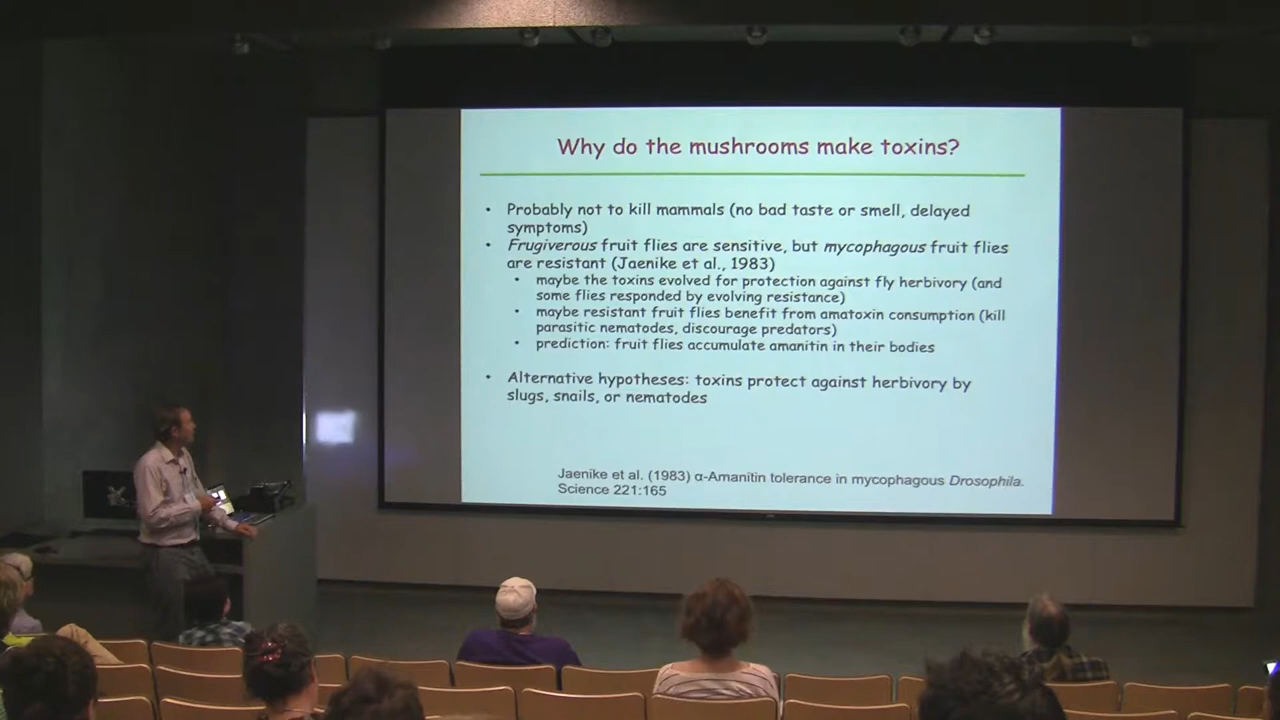 Why do the mushrooms make toxins?
• Probably not to kill mammals (no bad taste or smell, delayed
symptoms)
• Frugiverous fruit flies are sensitive, but mycophagous fruit flies
are resistant (Jaenike et al., 1983)
• maybe the toxins evolved for protection against fly herbivory (and
some flies responded by evolving resistance)
• maybe resistant fruit flies benefit from amatoxin consumption (kill
parasitic nematodes, discourage predators)
• prediction: fruit flies accumulate amanitin in their bodies
• Alternative hypotheses: toxins protect against herbivory by
slugs, snails, or nematodes
Jaenike et al. (1983) α-Amanitin tolerance in mycophagous Drosophila.
Science 221:165